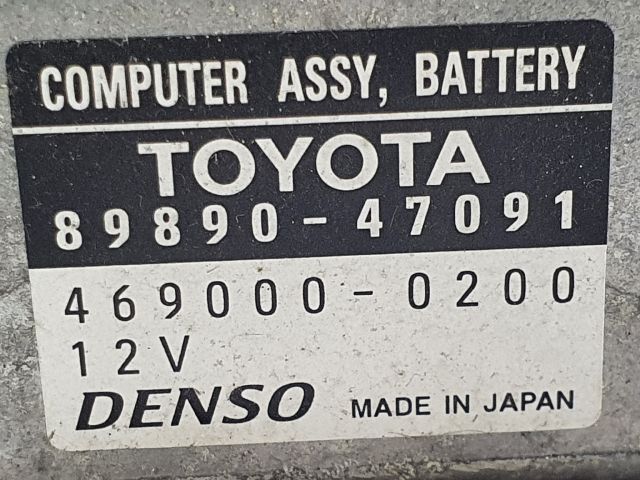 COMPUTER ASSY, BATTERY
TOYOTA
89890-47091
469000-0200
12V
DENSO MADE IN JAPAN